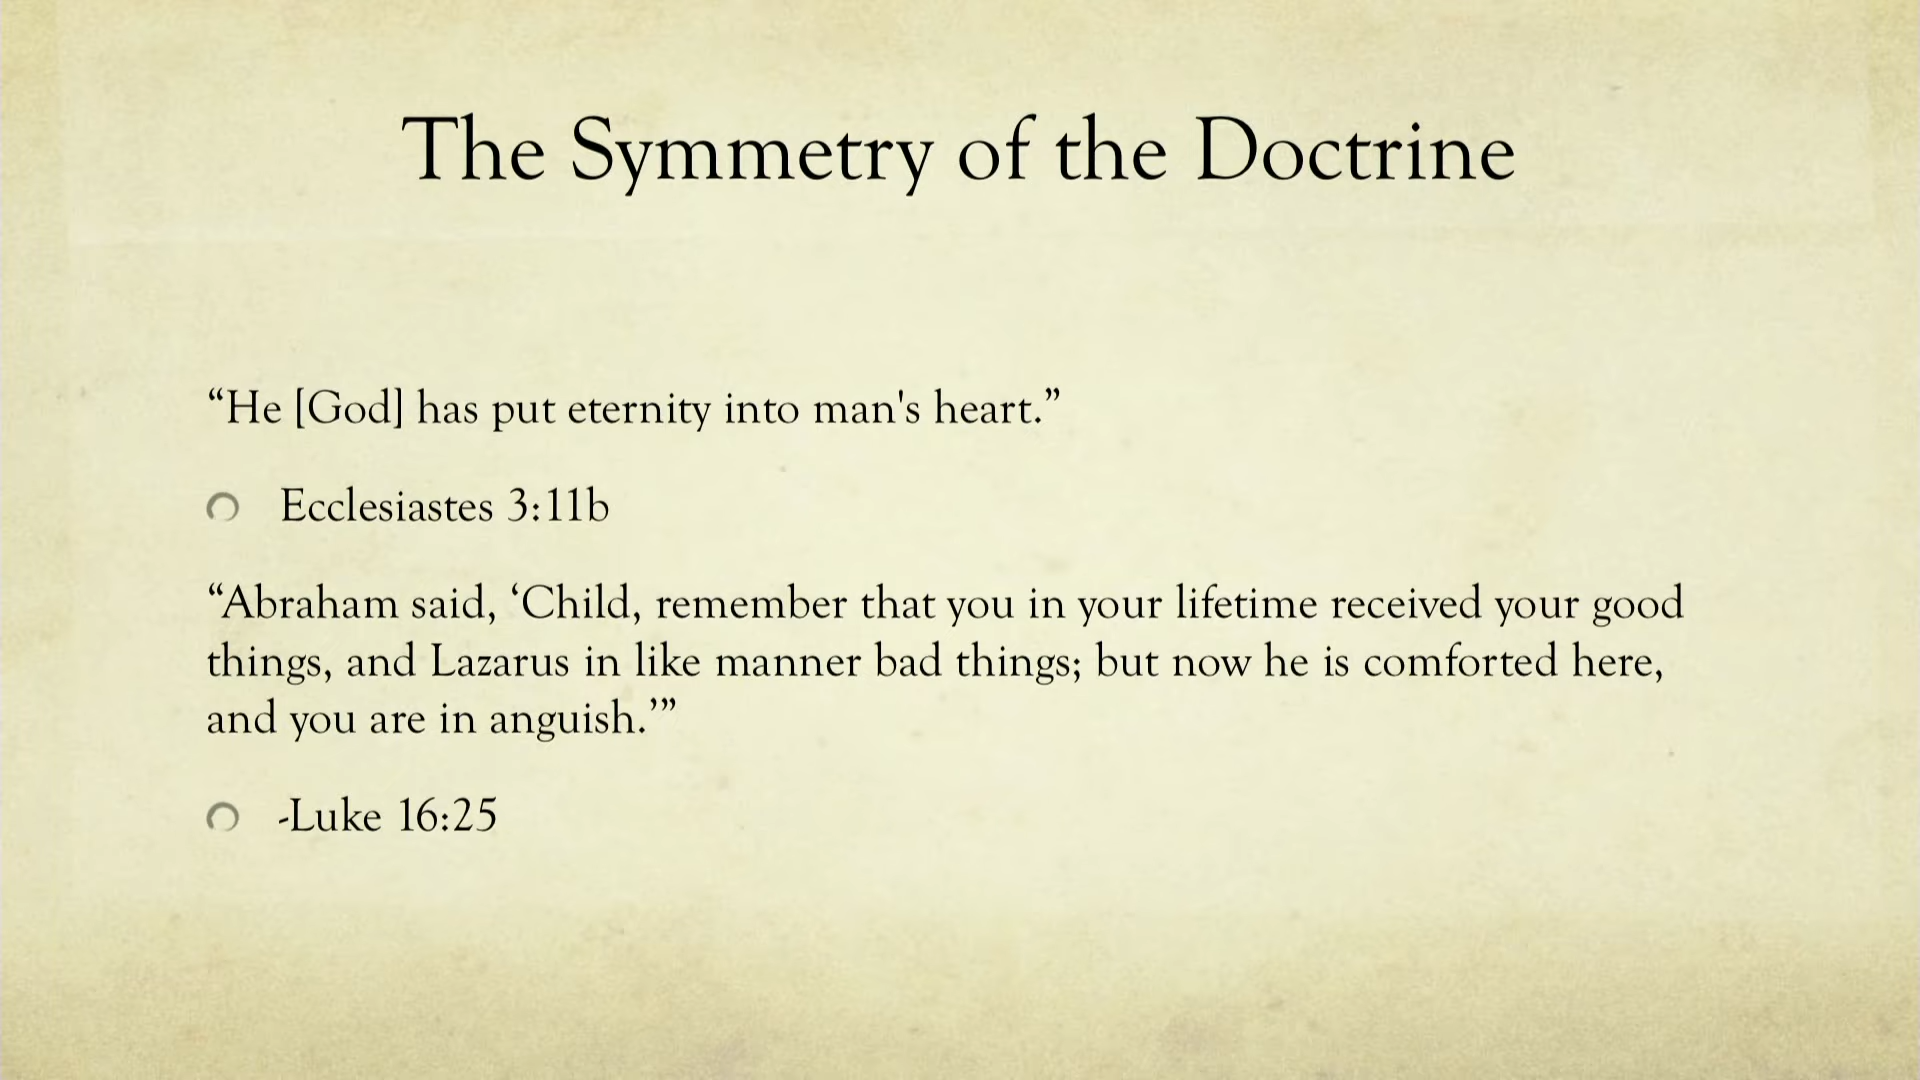 The Symmetry of the Doctrine
“He [God] has put eternity into man's heart.”
Ecclesiastes 3:11b
“Abraham said, ‘Child, remember that you in your lifetime received your good
things, and Lazarus in like manner bad things; but now he is comforted here,
and you are in anguish.’”
-Luke 16:25